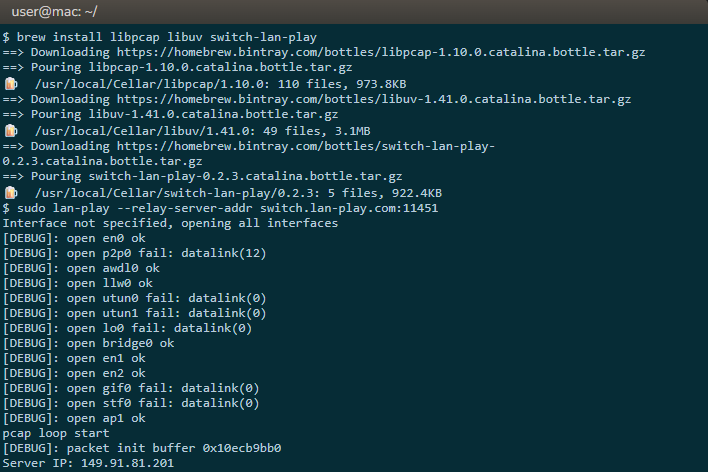 user@mac: ~/
$ brew install libpcap libuv switch-lan-play
==> Downloading https://homebrew.bintray.com/bottles/libpcap-1.10.0.catalina.bottle.tar.gz
==> Pouring libpcap-1.10.0.catalina.bottle.tar.gz
🍺 /usr/local/Cellar/libpcap/1.10.0: 110 files, 973.8KB
==> Downloading https://homebrew.bintray.com/bottles/libuv-1.41.0.catalina.bottle.tar.gz
==> Pouring libuv-1.41.0.catalina.bottle.tar.gz
🍺 /usr/local/Cellar/libuv/1.41.0: 49 files, 3.1MB
==> Downloading https://homebrew.bintray.com/bottles/switch-lan-play-
0.2.3.catalina.bottle.tar.gz
==> Pouring switch-lan-play-0.2.3.catalina.bottle.tar.gz
🍺 /usr/local/Cellar/switch-lan-play/0.2.3: 5 files, 922.4KB
$ sudo lan-play --relay-server-addr switch.lan-play.com:11451
Interface not specified, opening all interfaces
[DEBUG]: open en0 ok
[DEBUG]: open p2p0 fail: datalink(12)
[DEBUG]: open awdl0 ok
[DEBUG]: open llw0 ok
[DEBUG]: open utun0 fail: datalink(0)
[DEBUG]: open utun1 fail: datalink(0)
[DEBUG]: open lo0 fail: datalink(0)
[DEBUG]: open bridge0 ok
[DEBUG]: open en1 ok
[DEBUG]: open en2 ok
[DEBUG]: open gif0 fail: datalink(0)
[DEBUG]: open stf0 fail: datalink(0)
[DEBUG]: open ap1 ok
pcap loop start
[DEBUG]: packet init buffer 0x10ecb9bb0
Server IP: 149.91.81.201